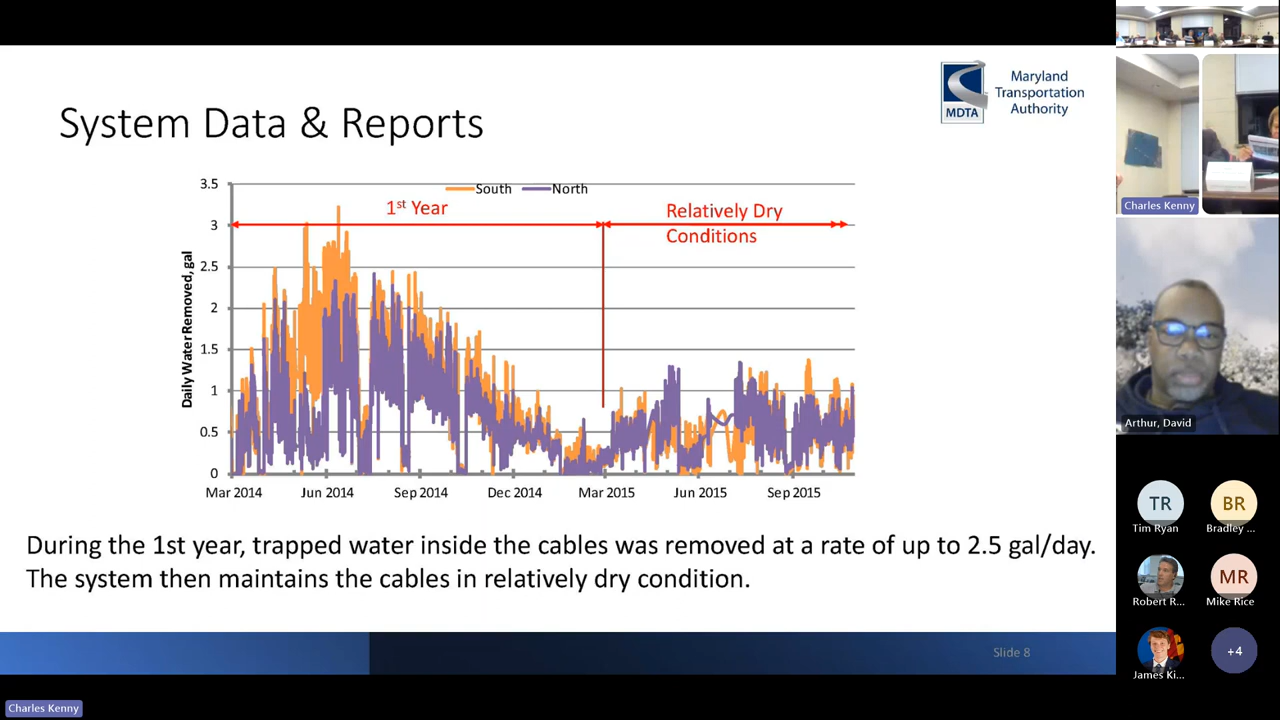 System Data & Reports
MDTA
Maryland
Transportation
Authority
3.5
3
2.5
2
1.5
1
0.5
0
Daily Water Removed, gal
South
North
1st Year
Relatively Dry
Conditions
Mar 2014
Jun 2014
Sep 2014
Dec 2014
Mar 2015
Jun 2015
Sep 2015
During the 1st year, trapped water inside the cables was removed at a rate of up to 2.5 gal/day.
The system then maintains the cables in relatively dry condition.
Slide 8
Charles Kenny
Charles Kenny
Arthur, David
TR
Tim Ryan
BR
Bradley ...
Robert R...
MR
Mike Rice
James Ki...
+4